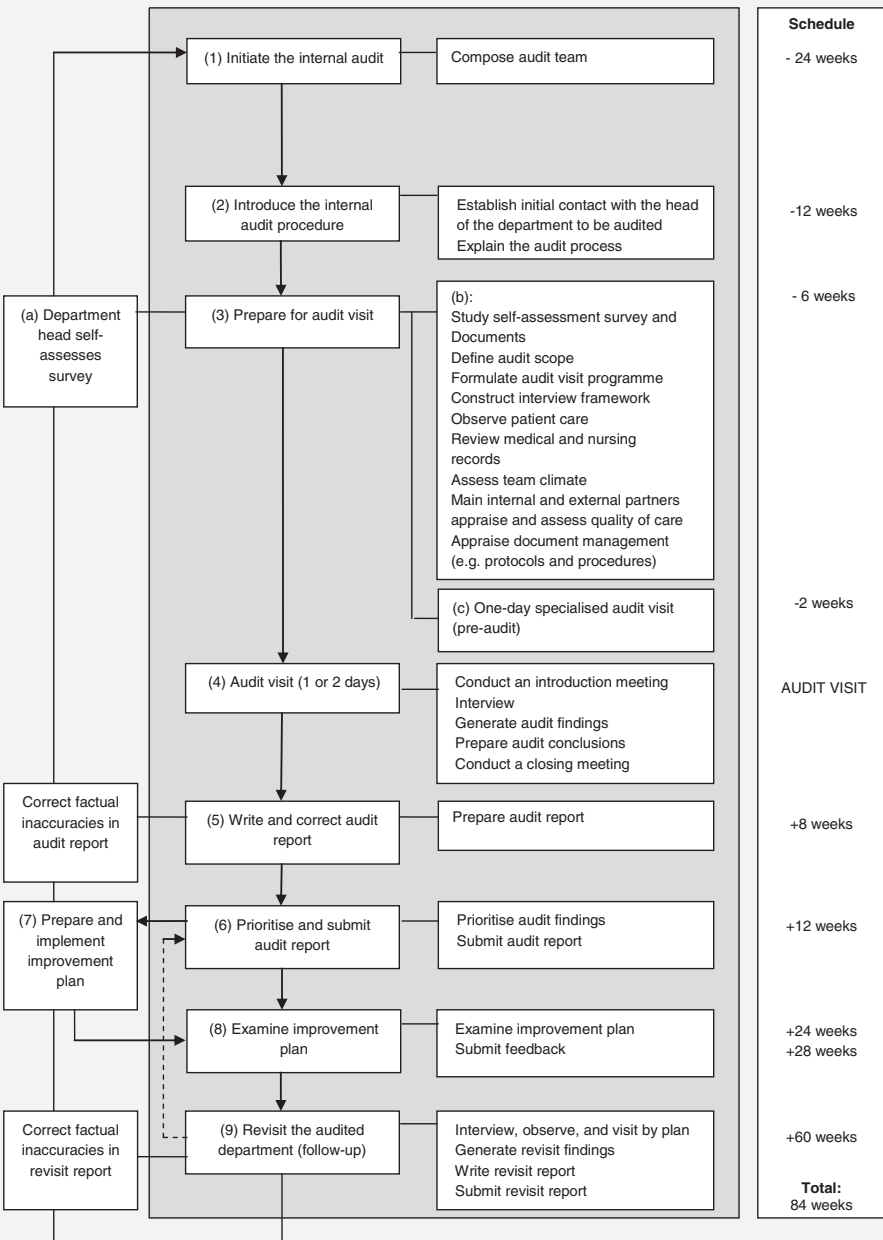 Schedule
(1) Initiate the internal audit
Compose audit team
- 24 weeks
(2) Introduce the internal
audit procedure
Establish initial contact with the head
of the department to be audited
Explain the audit process
-12 weeks
(a) Department
head self-
assesses
survey
(3) Prepare for audit visit
(b):
Study self-assessment survey and
Documents
Define audit scope
Formulate audit visit programme
Construct interview framework
Observe patient care
Review medical and nursing
records
Assess team climate
Main internal and external partners
appraise and assess quality of care
Appraise document management
(e.g. protocols and procedures)
- 6 weeks
(c) One-day specialised audit visit
(pre-audit)
-2 weeks
(4) Audit visit (1 or 2 days)
Conduct an introduction meeting
Interview
Generate audit findings
Prepare audit conclusions
Conduct a closing meeting
AUDIT VISIT
Correct factual
inaccuracies in
audit report
(5) Write and correct audit
report
Prepare audit report
+8 weeks
(7) Prepare and
implement
improvement
plan
(6) Prioritise and submit
audit report
Prioritise audit findings
Submit audit report
+12 weeks
(8) Examine improvement
plan
Examine improvement plan
Submit feedback
+24 weeks
+28 weeks
Correct factual
inaccuracies in
revisit report
(9) Revisit the audited
department (follow-up)
Interview, observe, and visit by plan
Generate revisit findings
Write revisit report
Submit revisit report
+60 weeks
Total:
84 weeks